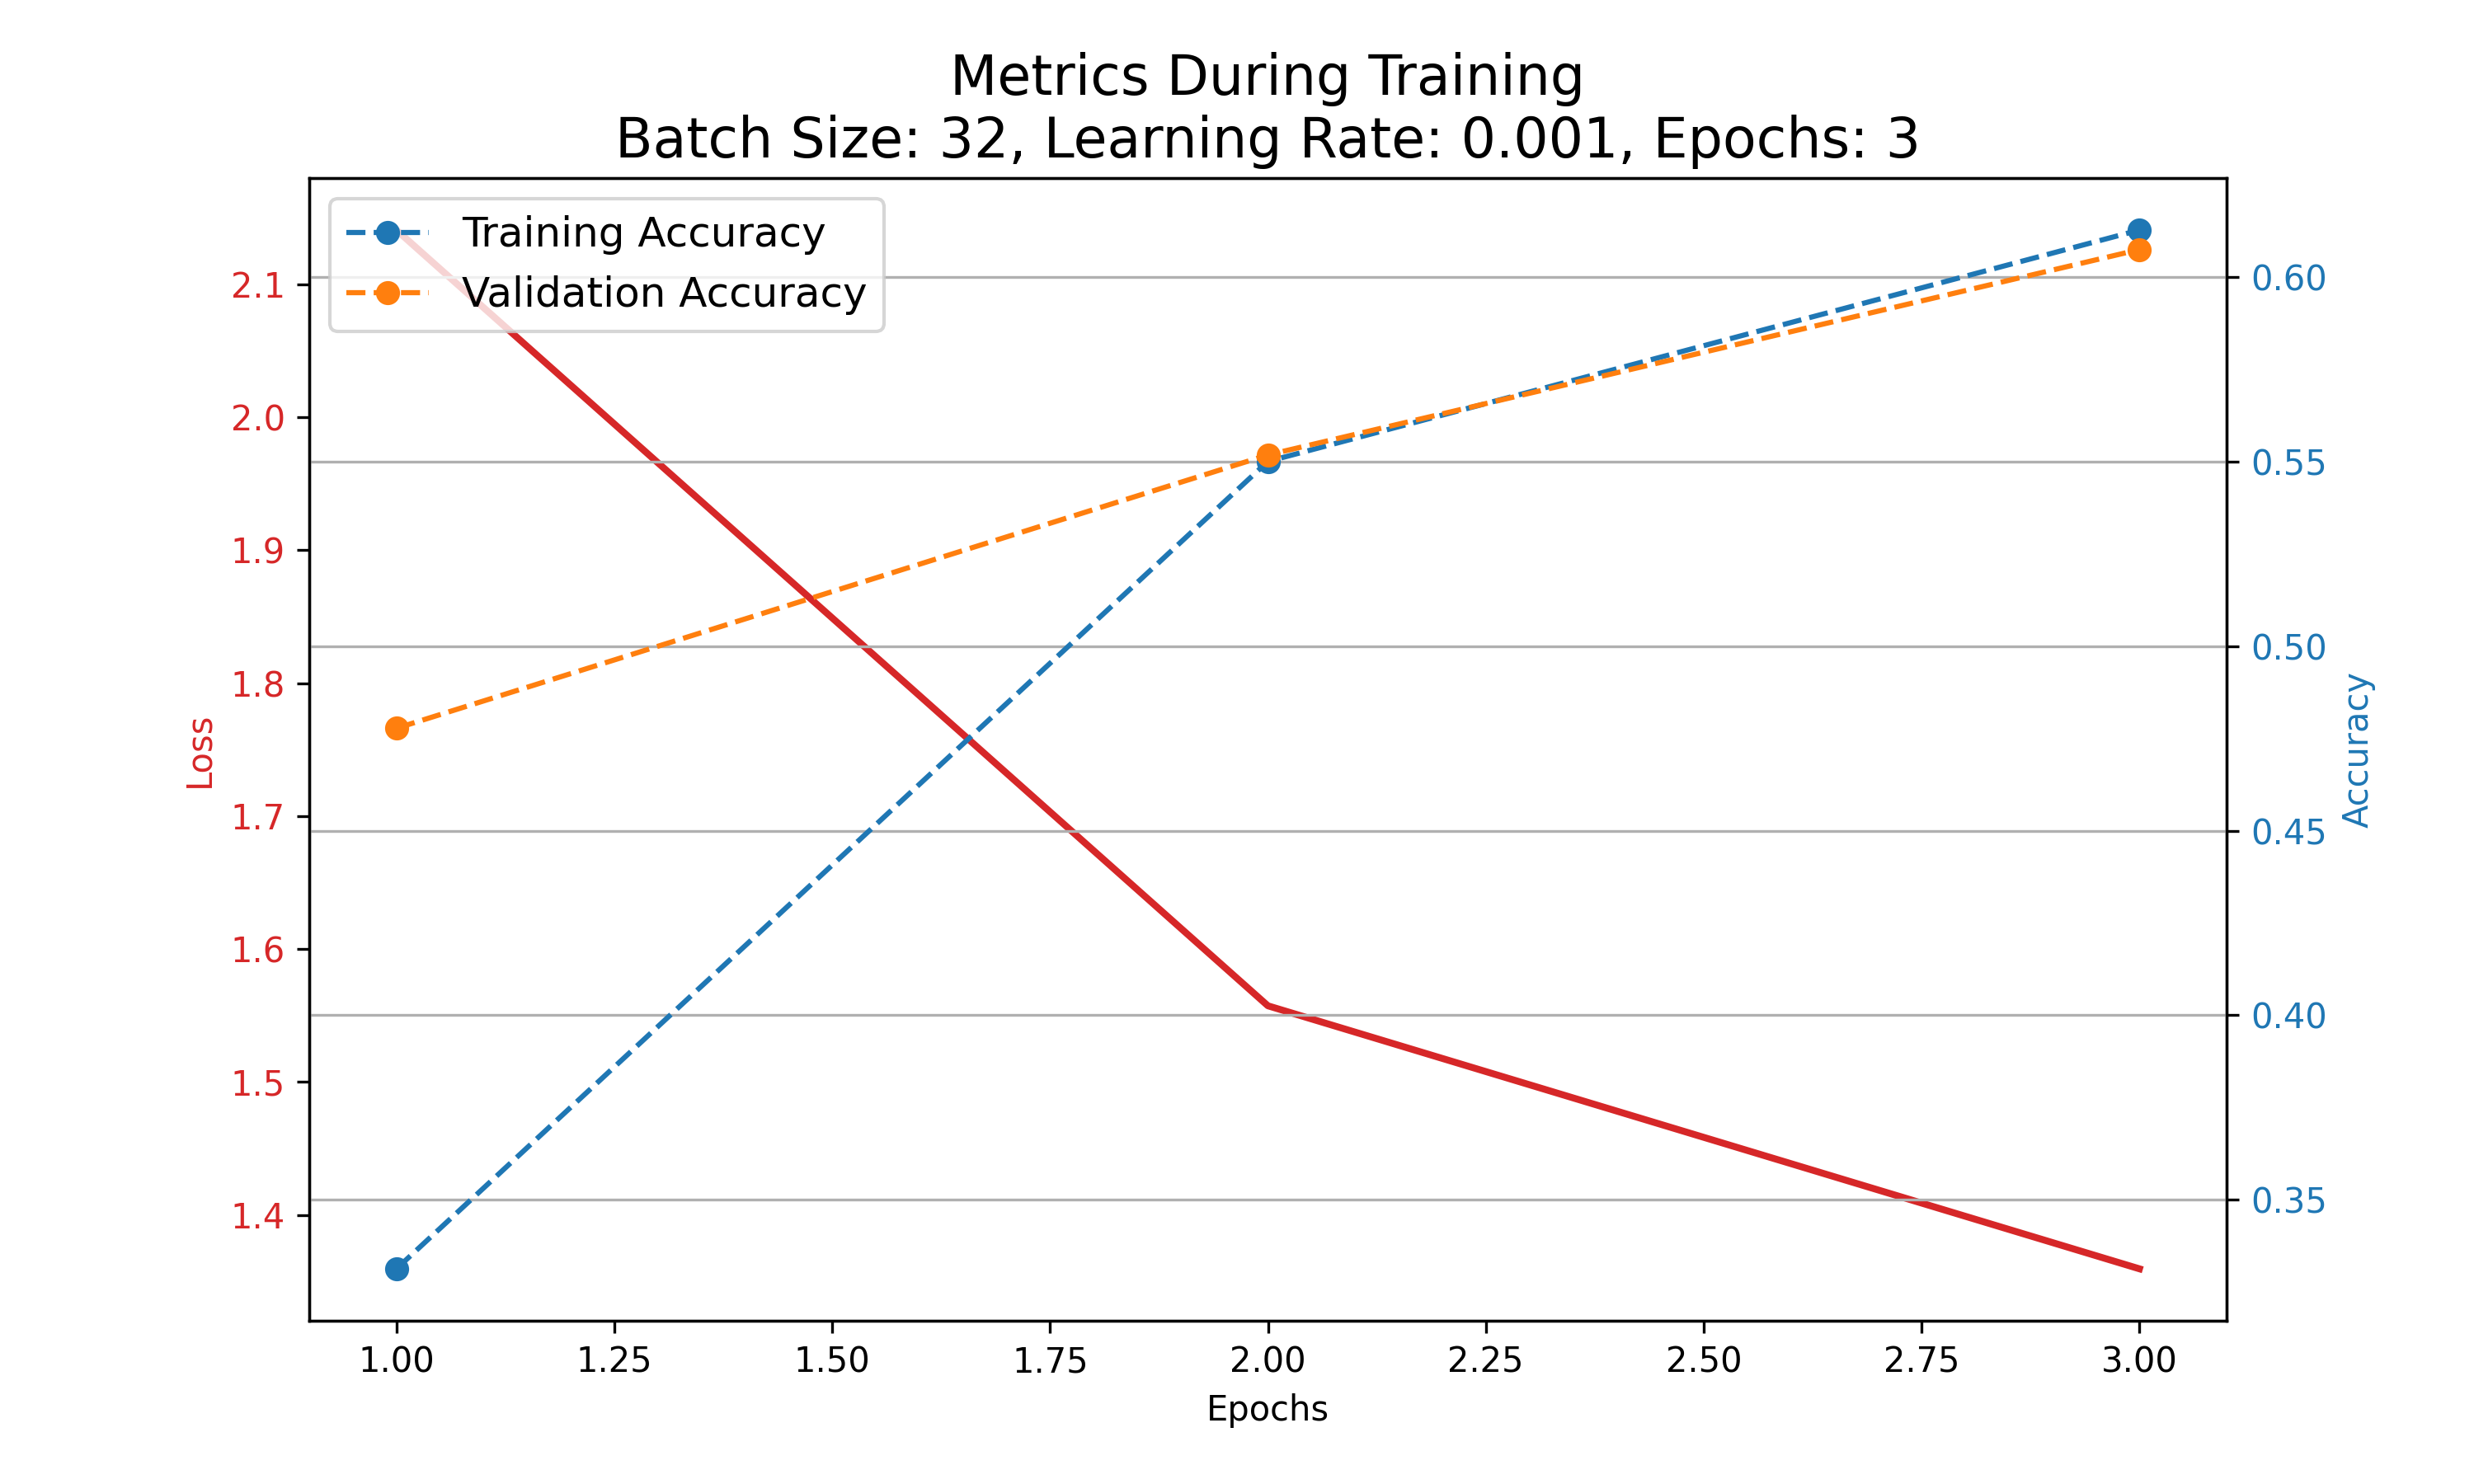 Metrics During Training
Batch Size: 32, Learning Rate: 0.001, Epochs: 3
Training Accuracy
Validation Accuracy
2.1
2.0
1.9
1.8
1.7
1.6
1.5
1.4
Loss
0.60
0.55
0.50
0.45
0.40
0.35
Accuracy
1.00 1.25 1.50 1.75 2.00 2.25 2.50 2.75 3.00
Epochs